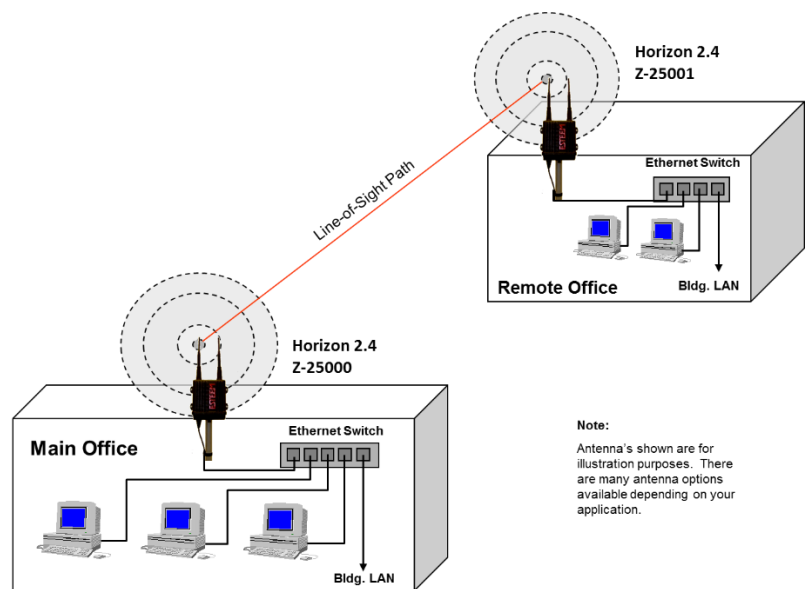 Horizon 2.4
Z-25001
Ethernet Switch
Line-of-Sight Path
Bldg. LAN
Remote Office
Horizon 2.4
Z-25000
Ethernet Switch
Main Office
Bldg. LAN
Note:
Antenna's shown are for
illustration purposes. There
are many antenna options
available depending on your
application.